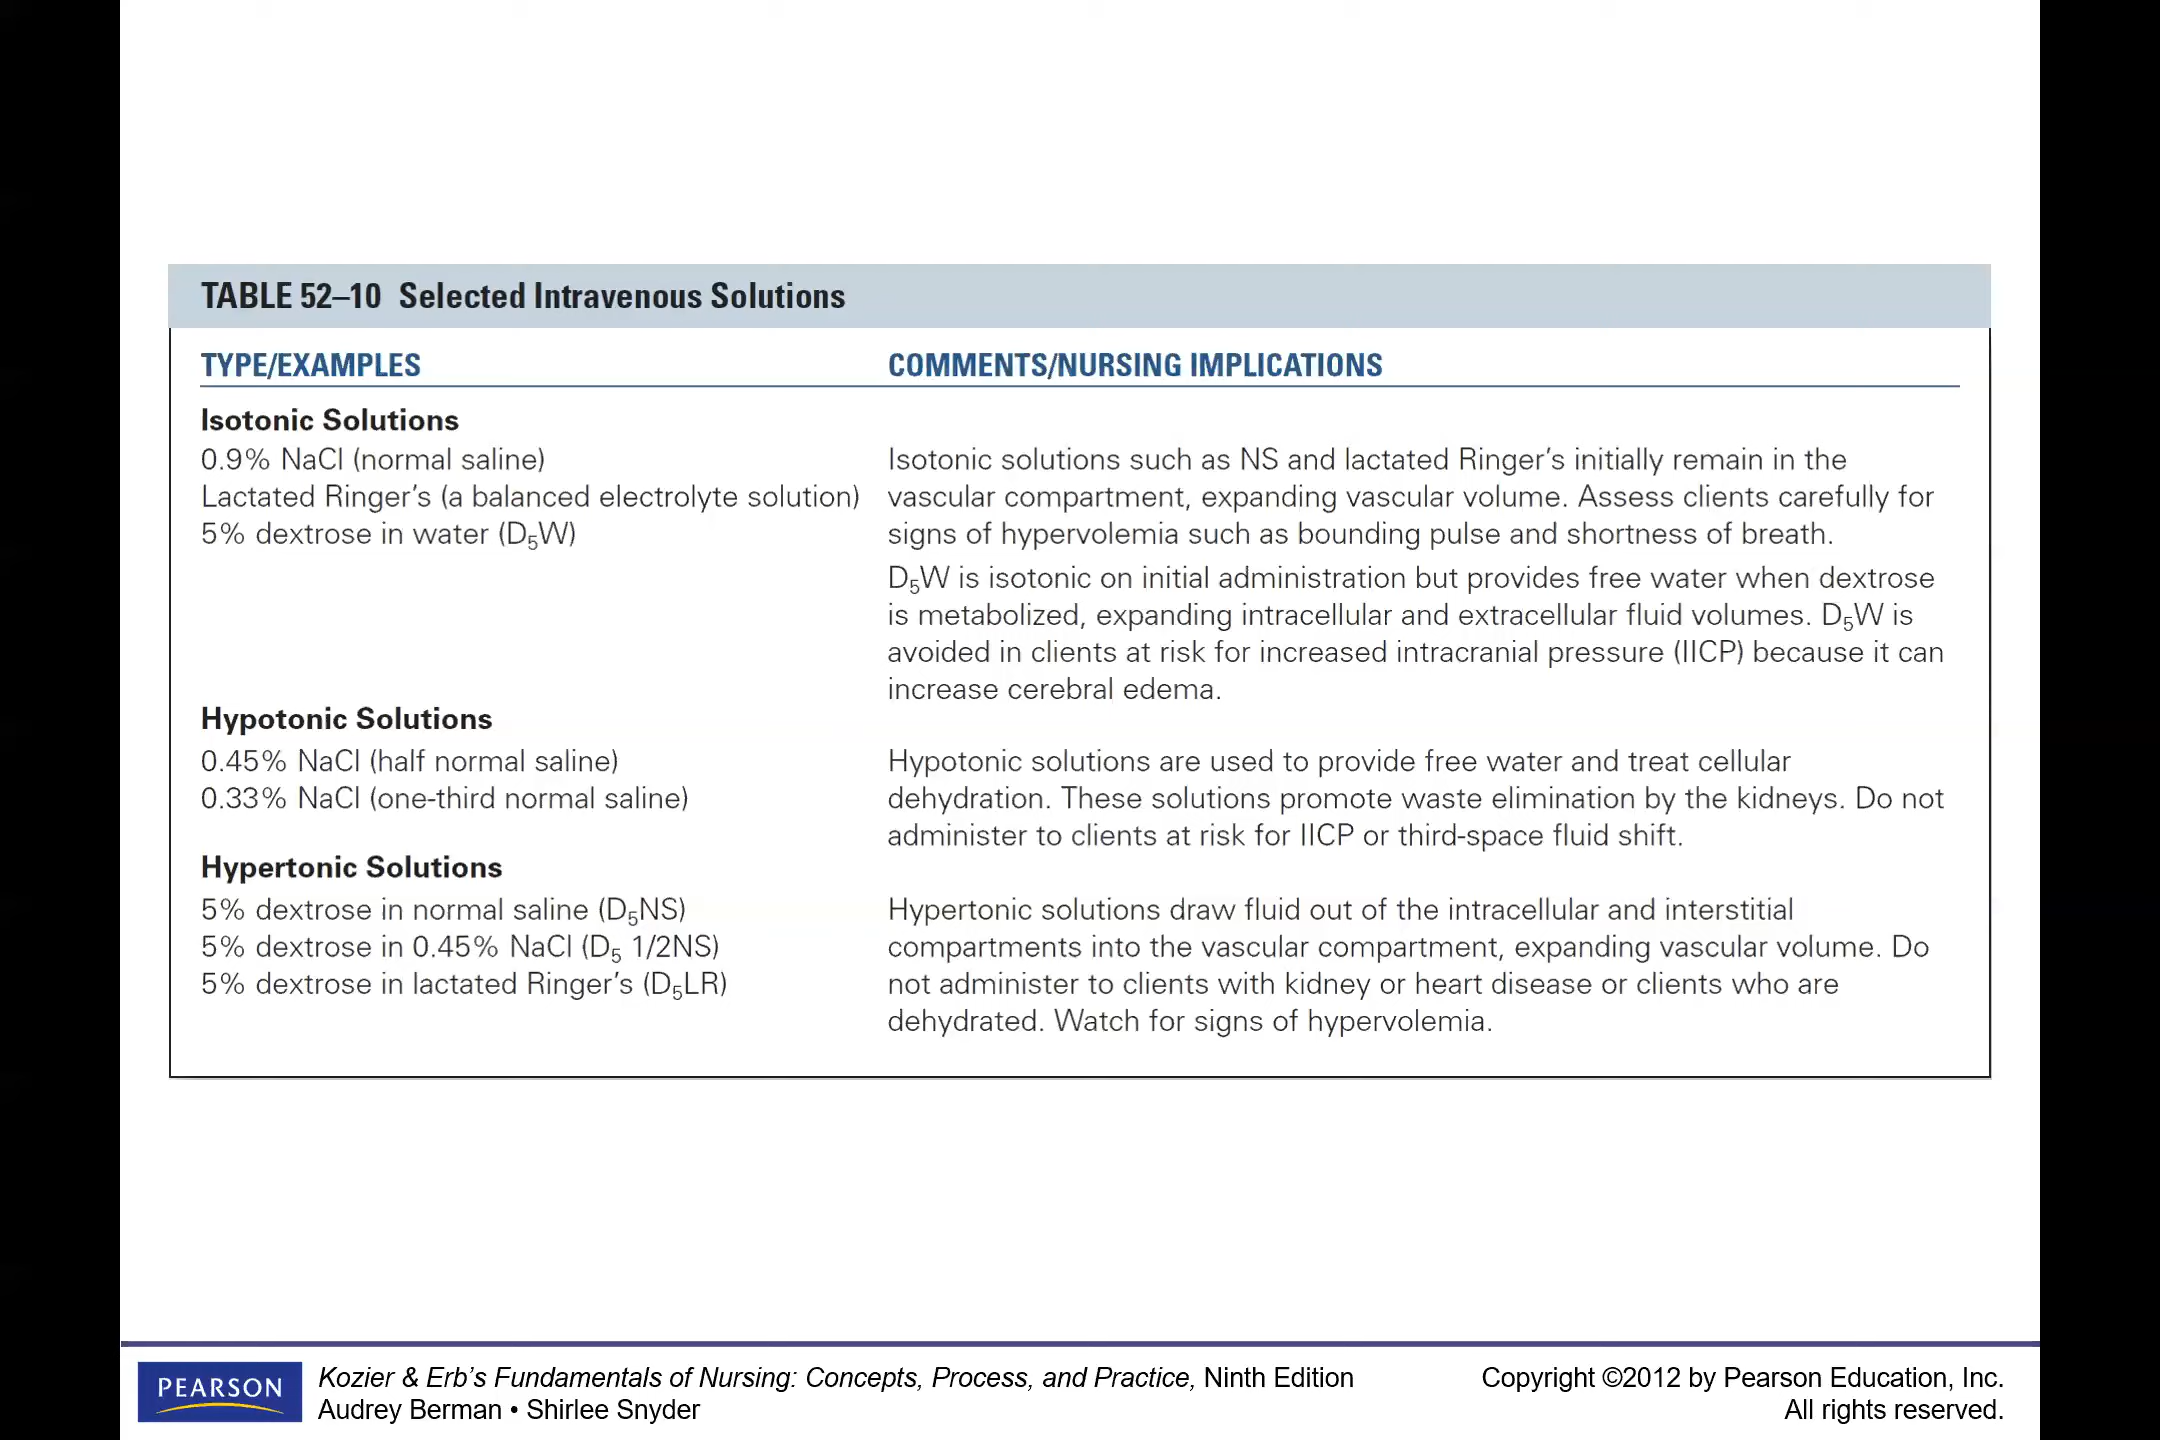 TABLE 52–10 Selected Intravenous Solutions
TYPE/EXAMPLES
COMMENTS/NURSING IMPLICATIONS
Isotonic Solutions
0.9% NaCl (normal saline)
Lactated Ringer's (a balanced electrolyte solution)
5% dextrose in water (D5W)
Isotonic solutions such as NS and lactated Ringer's initially remain in the
vascular compartment, expanding vascular volume. Assess clients carefully for
signs of hypervolemia such as bounding pulse and shortness of breath.
D5W is isotonic on initial administration but provides free water when dextrose
is metabolized, expanding intracellular and extracellular fluid volumes. D5W is
avoided in clients at risk for increased intracranial pressure (IICP) because it can
increase cerebral edema.
Hypotonic Solutions
0.45% NaCl (half normal saline)
0.33% NaCl (one-third normal saline)
Hypotonic solutions are used to provide free water and treat cellular
dehydration. These solutions promote waste elimination by the kidneys. Do not
administer to clients at risk for IICP or third-space fluid shift.
Hypertonic Solutions
5% dextrose in normal saline (D5NS)
5% dextrose in 0.45% NaCl (D5 1/2NS)
5% dextrose in lactated Ringer's (D5LR)
Hypertonic solutions draw fluid out of the intracellular and interstitial
compartments into the vascular compartment, expanding vascular volume. Do
not administer to clients with kidney or heart disease or clients who are
dehydrated. Watch for signs of hypervolemia.
PEARSON
Kozier & Erb's Fundamentals of Nursing: Concepts, Process, and Practice, Ninth Edition
Audrey Berman • Shirlee Snyder
Copyright ©2012 by Pearson Education, Inc.
All rights reserved.